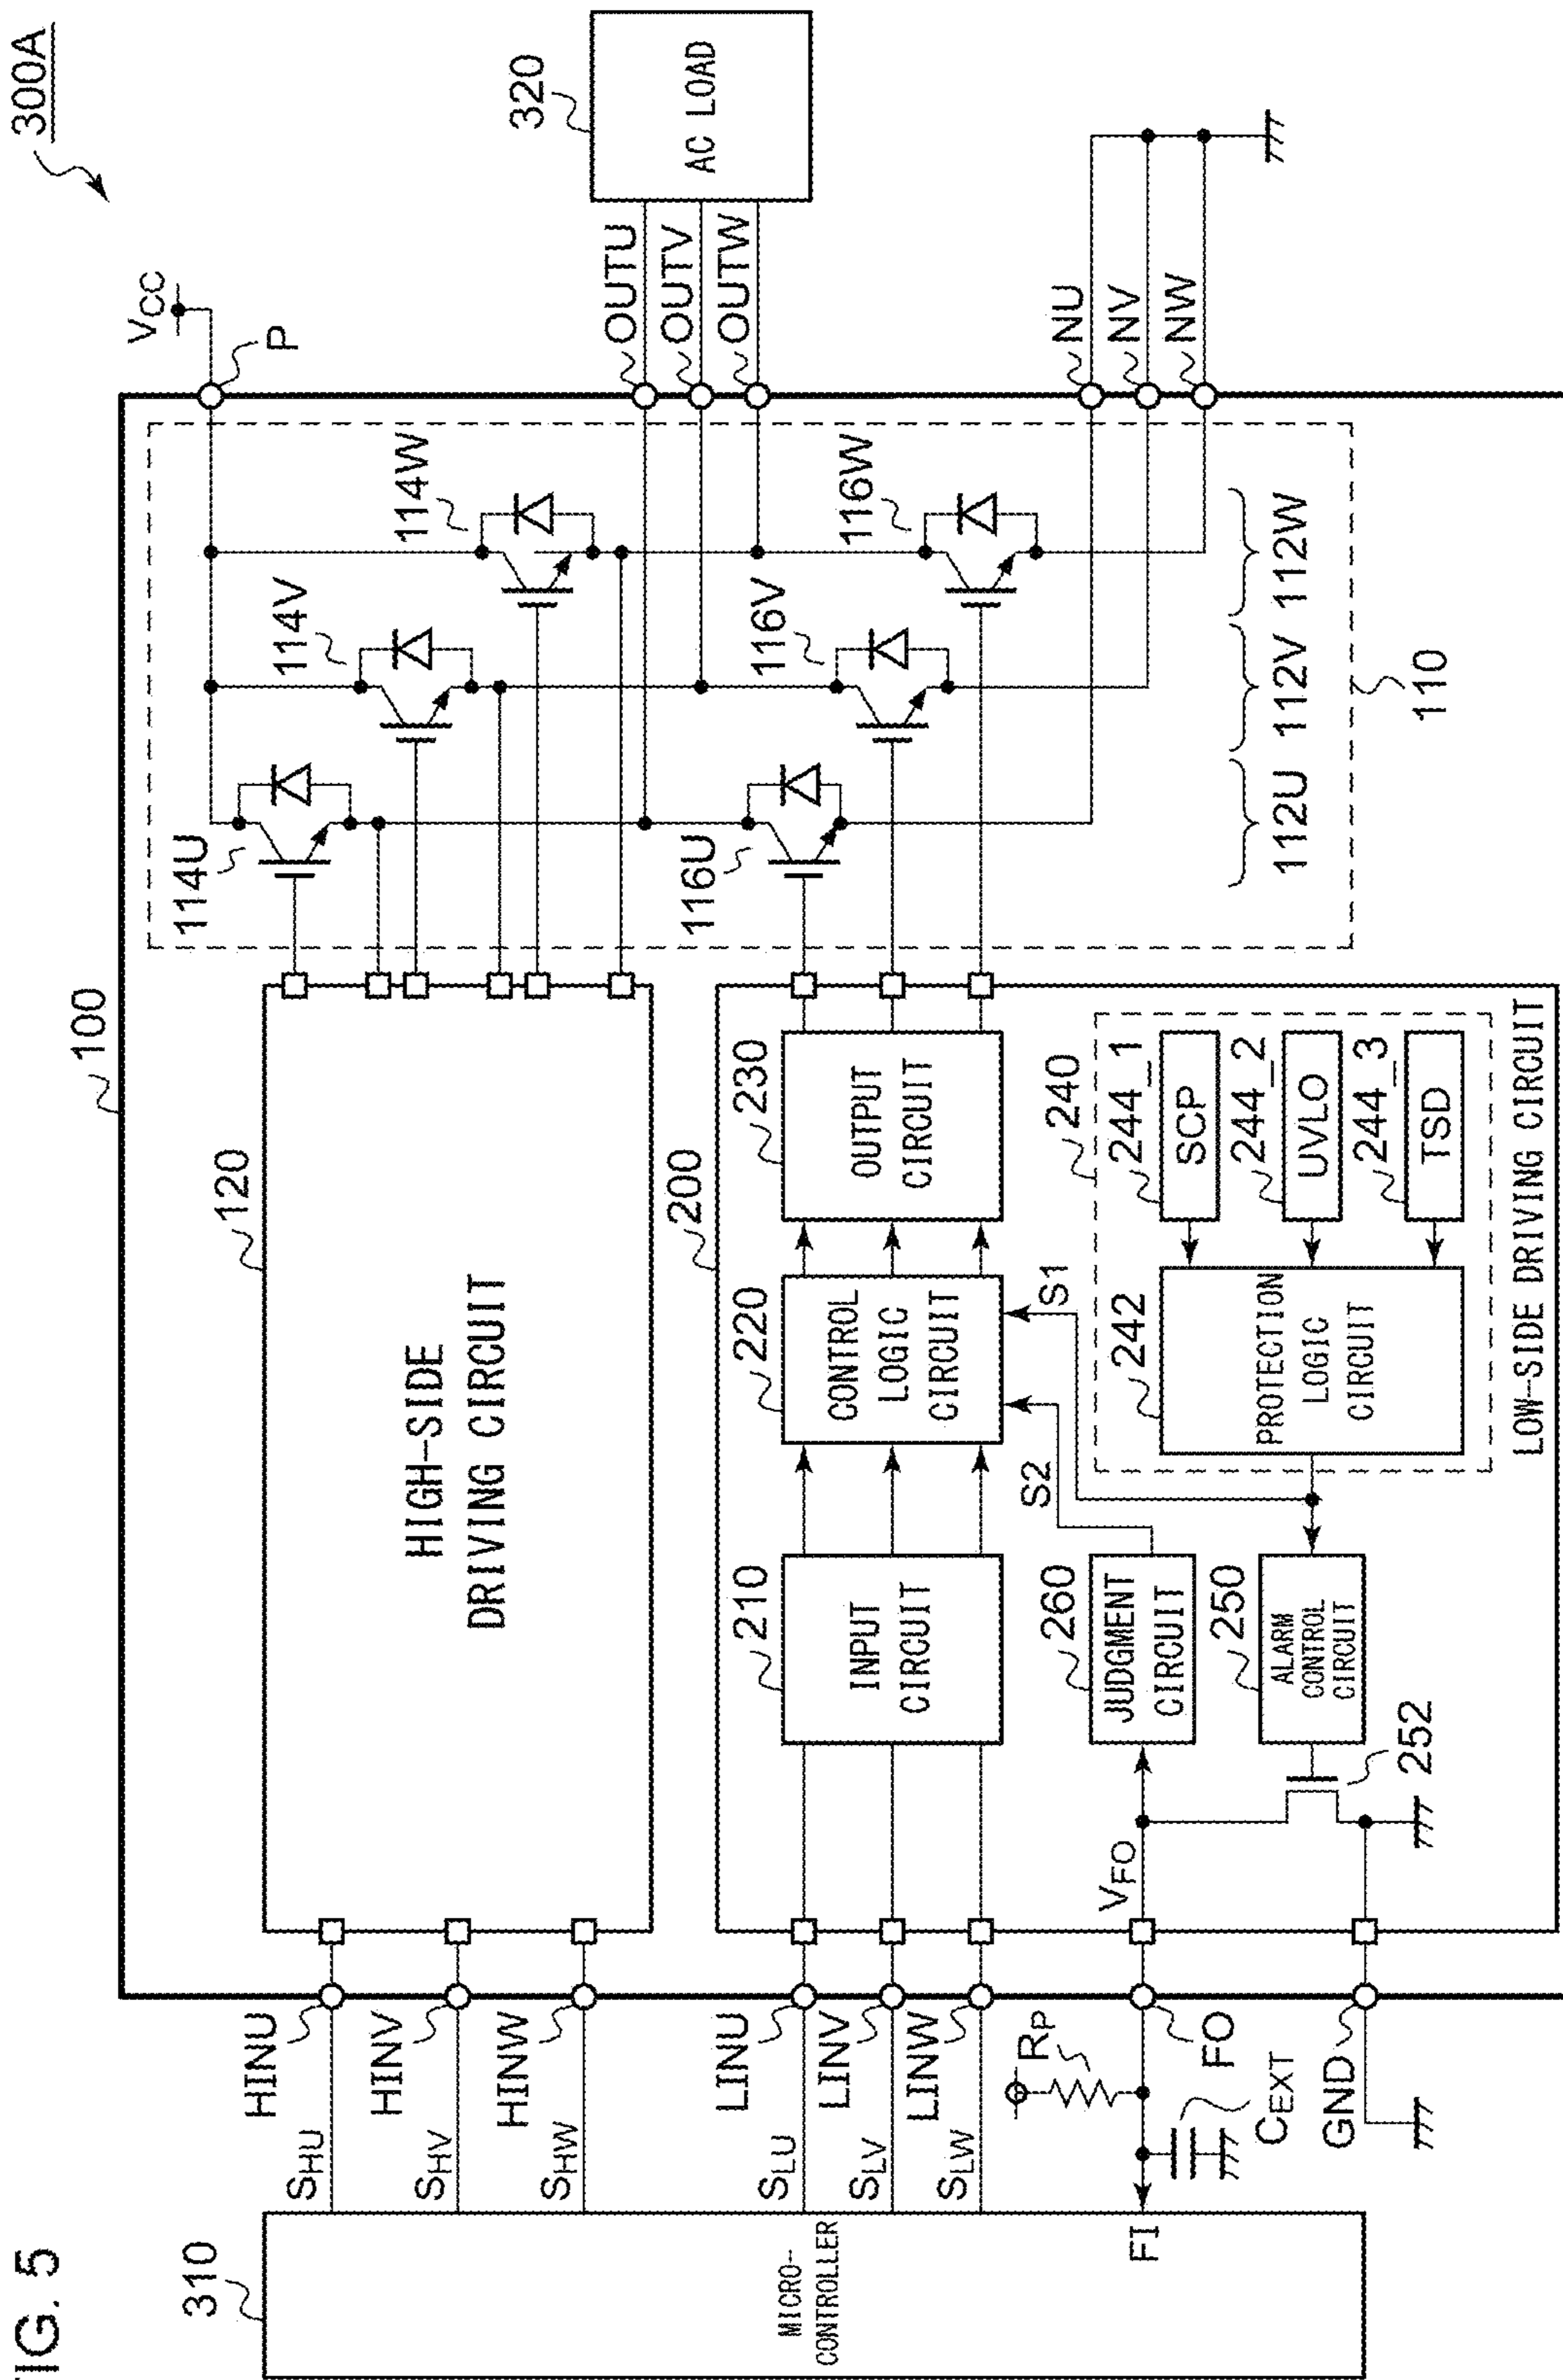 FIG. 5
300A
310
MICRO-
CONTROLLER
FI
SHU
SHV
SHW
SLU
SLV
SLW
HINU
HINV
HINW
LINU
LINV
LINW
RP
CEXT
FO
GND
100
120
HIGH-SIDE
DRIVING CIRCUIT
200
210
INPUT
CIRCUIT
220
CONTROL
LOGIC
CIRCUIT
230
OUTPUT
CIRCUIT
VFO
260
JUDGMENT
CIRCUIT
S2
S1
250
ALARM
CONTROL
CIRCUIT
252
240
242
PROTECTION
LOGIC
CIRCUIT
244_1
SCP
244_2
UVLO
244_3
TSD
LOW-SIDE DRIVING CIRCUIT
114U
114V
114W
116U
116V
116W
112U
112V
112W
110
VCC
P
OUTU
OUTV
OUTW
320
AC LOAD
NU
NV
NW